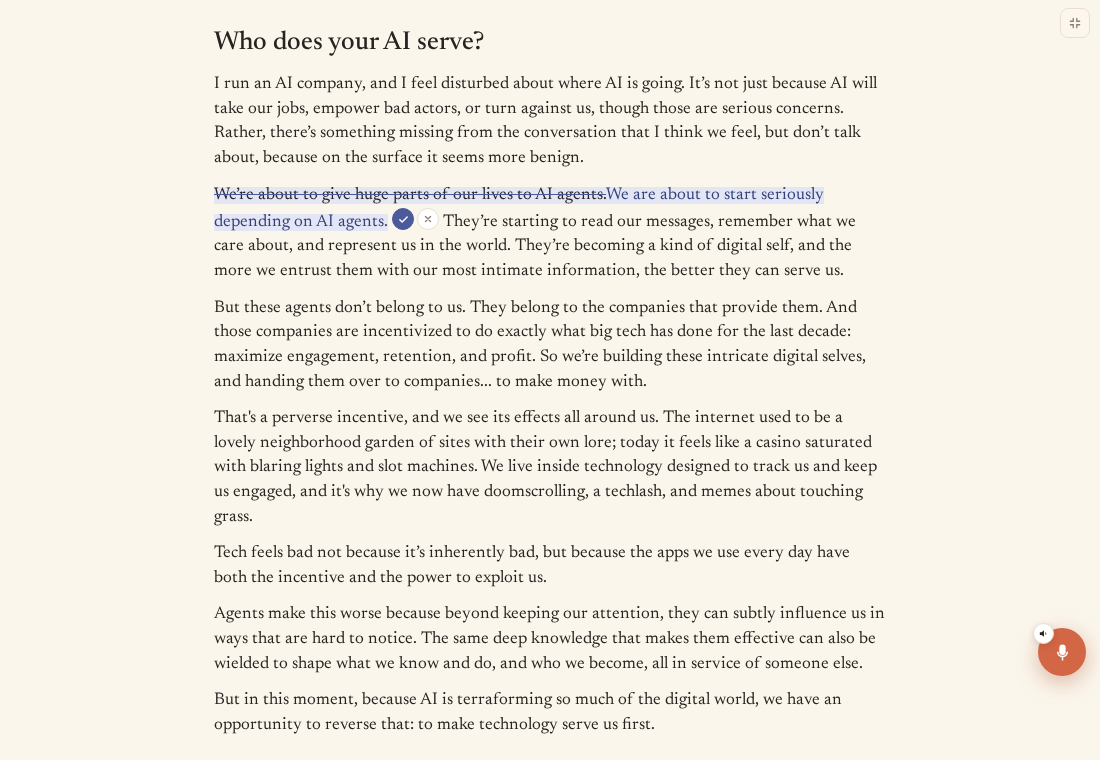 Who does your AI serve?
I run an AI company, and I feel disturbed about where AI is going. It’s not just because AI will
take our jobs, empower bad actors, or turn against us, though those are serious concerns.
Rather, there’s something missing from the conversation that I think we feel, but don’t talk
about, because on the surface it seems more benign.
We’re about to give huge parts of our lives to AI agents.We are about to start seriously
depending on AI agents. They’re starting to read our messages, remember what we
care about, and represent us in the world. They’re becoming a kind of digital self, and the
more we entrust them with our most intimate information, the better they can serve us.
But these agents don’t belong to us. They belong to the companies that provide them. And
those companies are incentivized to do exactly what big tech has done for the last decade:
maximize engagement, retention, and profit. So we’re building these intricate digital selves,
and handing them over to companies... to make money with.
That's a perverse incentive, and we see its effects all around us. The internet used to be a
lovely neighborhood garden of sites with their own lore; today it feels like a casino saturated
with blaring lights and slot machines. We live inside technology designed to track us and keep
us engaged, and it's why we now have doomscrolling, a techlash, and memes about touching
grass.
Tech feels bad not because it’s inherently bad, but because the apps we use every day have
both the incentive and the power to exploit us.
Agents make this worse because beyond keeping our attention, they can subtly influence us in
ways that are hard to notice. The same deep knowledge that makes them effective can also be
wielded to shape what we know and do, and who we become, all in service of someone else.
But in this moment, because AI is terraforming so much of the digital world, we have an
opportunity to reverse that: to make technology serve us first.